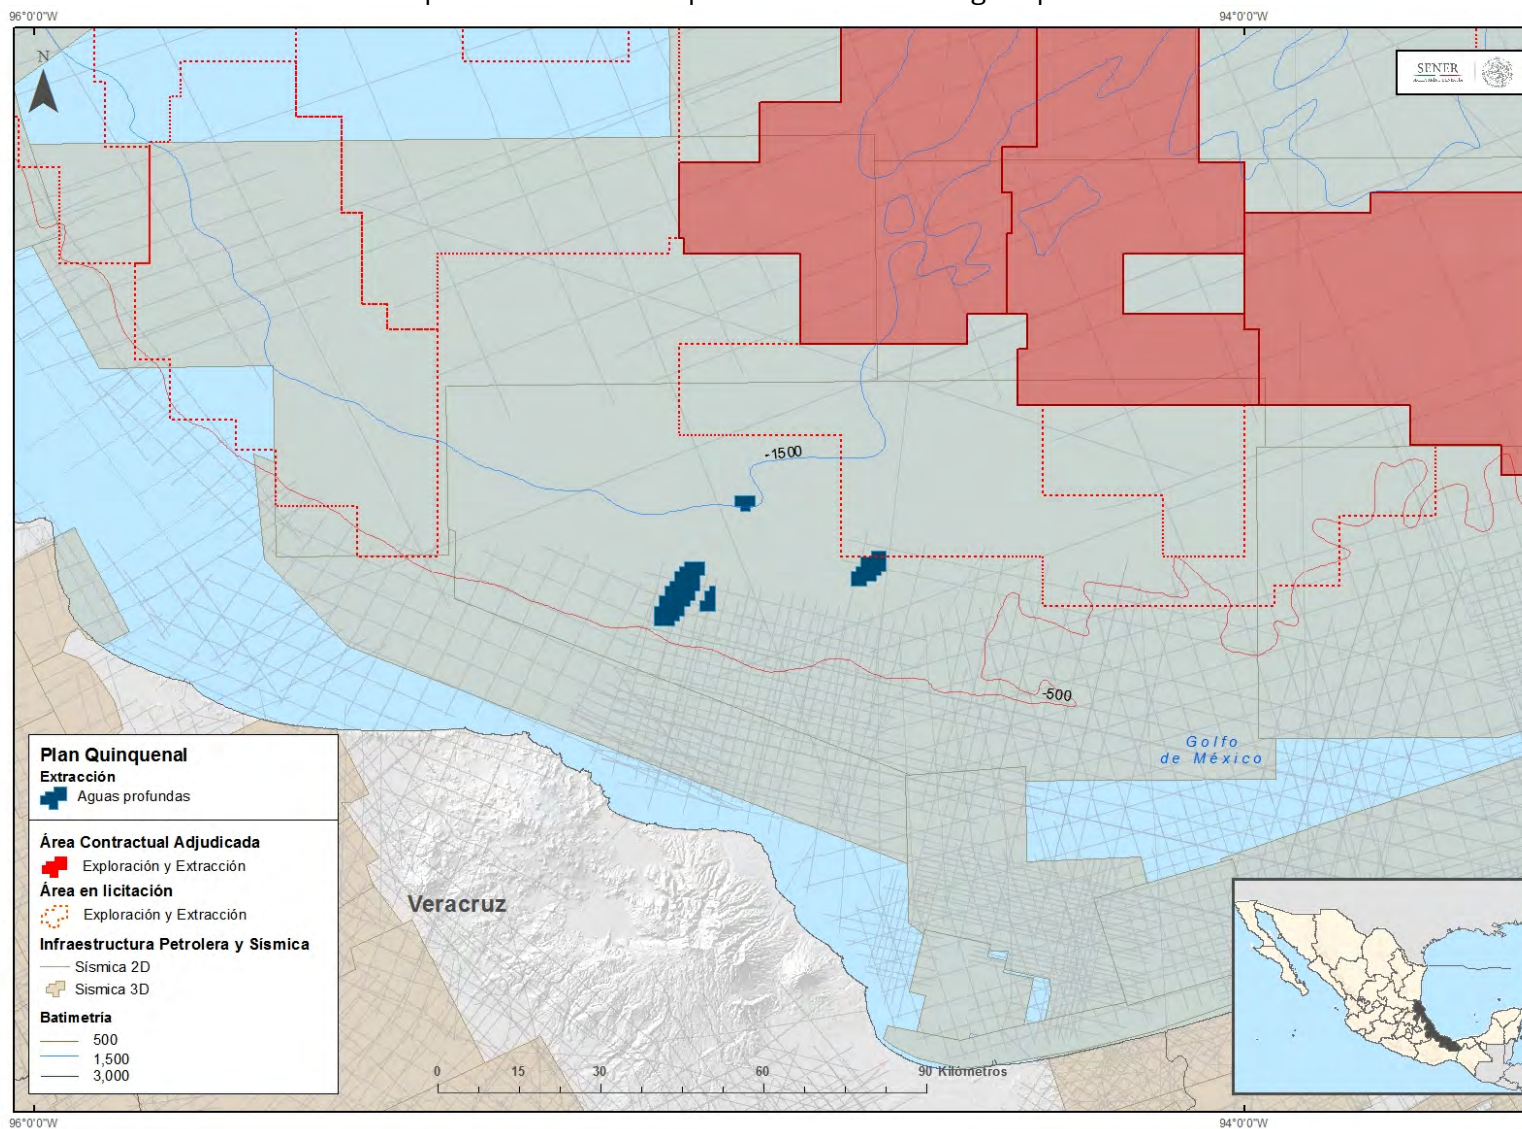 96°0'0"W
94°0'0"W
N
SENER
-1500
-500
Golfo
de México
Veracruz
Plan Quinquenal
Extracción
Aguas profundas
Área Contractual Adjudicada
Exploración y Extracción
Área en licitación
Exploración y Extracción
Infraestructura Petrolera y Sísmica
Sísmica 2D
Sismica 3D
Batimetría
500
1,500
3,000
0 15 30 60 90 Kilómetros
96°0'0"W
94°0'0"W